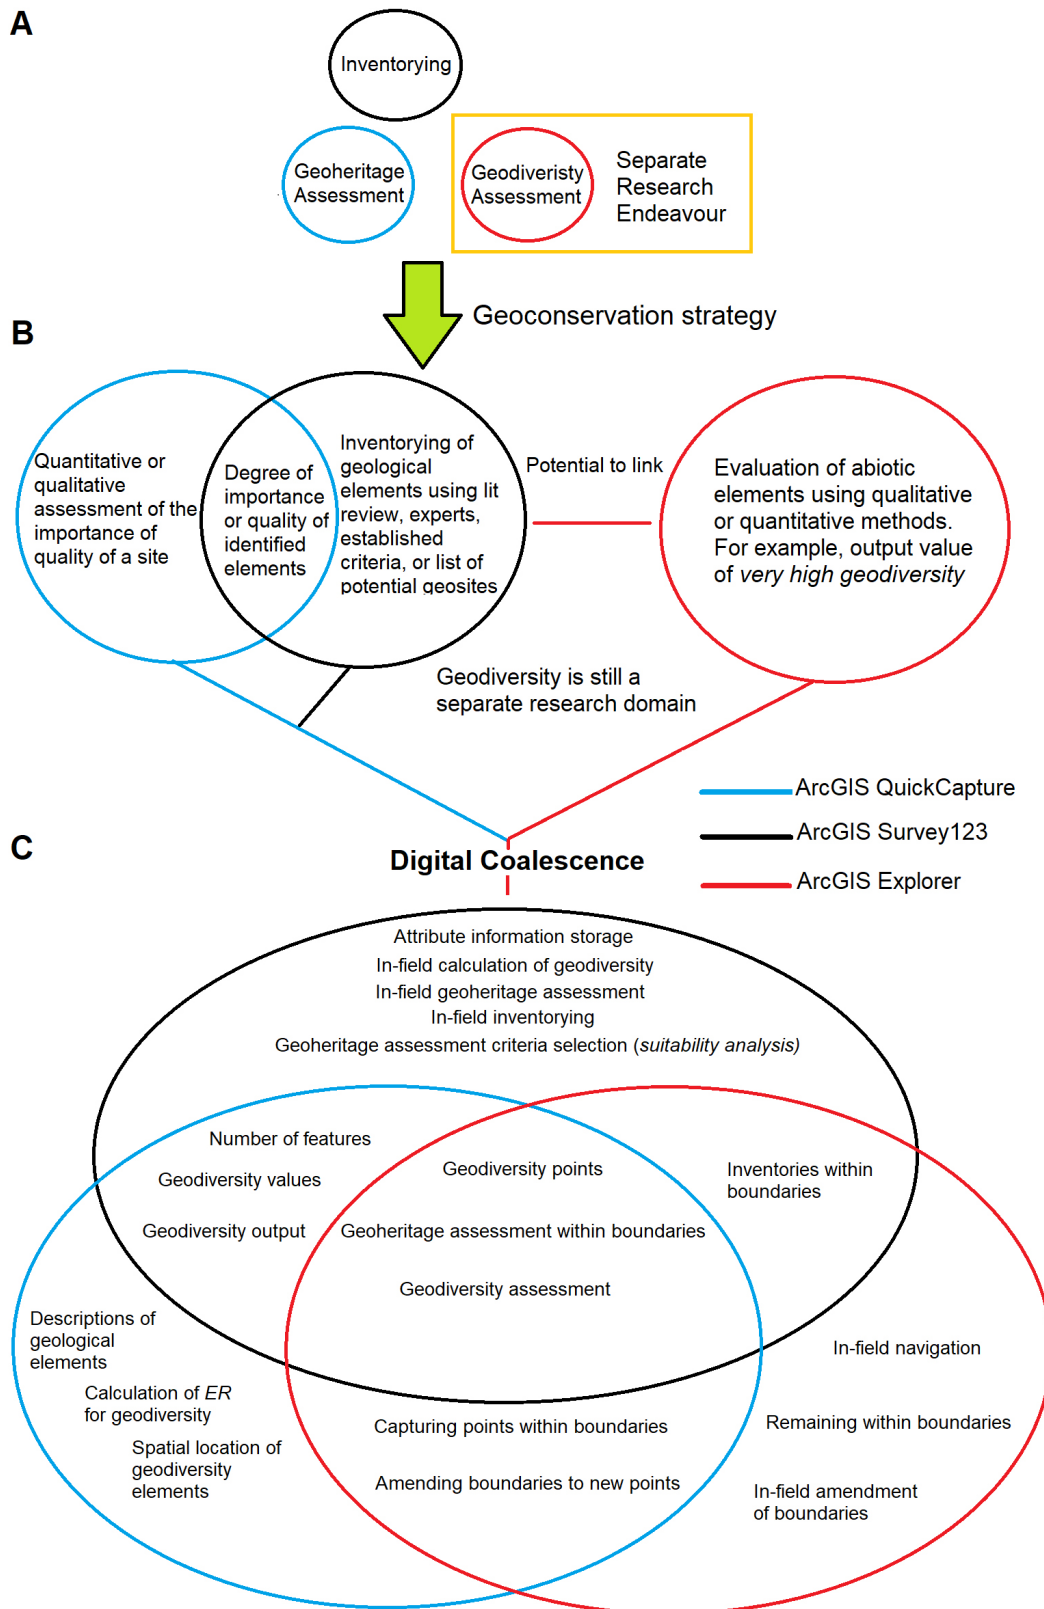 A
Inventorying
Geoheritage
Assessment
Geodiveristy
Assessment
Separate
Research
Endeavour
Geoconservation strategy
B
Quantitative or
qualitative
assessment of the
importance of
quality of a site
Degree of
importance
or quality of
identified
elements
Inventorying of
geological
elements using lit
review, experts,
established
criteria, or list of
potential geosites
Potential to link
Evaluation of abiotic
elements using qualitative
or quantitative methods.
For example, output value
of very high geodiversity
Geodiversity is still a
separate research domain
ArcGIS QuickCapture
ArcGIS Survey123
ArcGIS Explorer
C
Digital Coalescence
Attribute information storage
In-field calculation of geodiversity
In-field geoheritage assessment
In-field inventorying
Geoheritage assessment criteria selection (suitability analysis)
Number of features
Geodiversity values
Geodiversity output
Geodiversity points
Geoheritage assessment within boundaries
Geodiversity assessment
Inventories within
boundaries
Descriptions of
geological
elements
Calculation of ER
for geodiversity
Spatial location of
geodiversity
elements
Capturing points within boundaries
Amending boundaries to new points
In-field navigation
Remaining within boundaries
In-field amendment
of boundaries